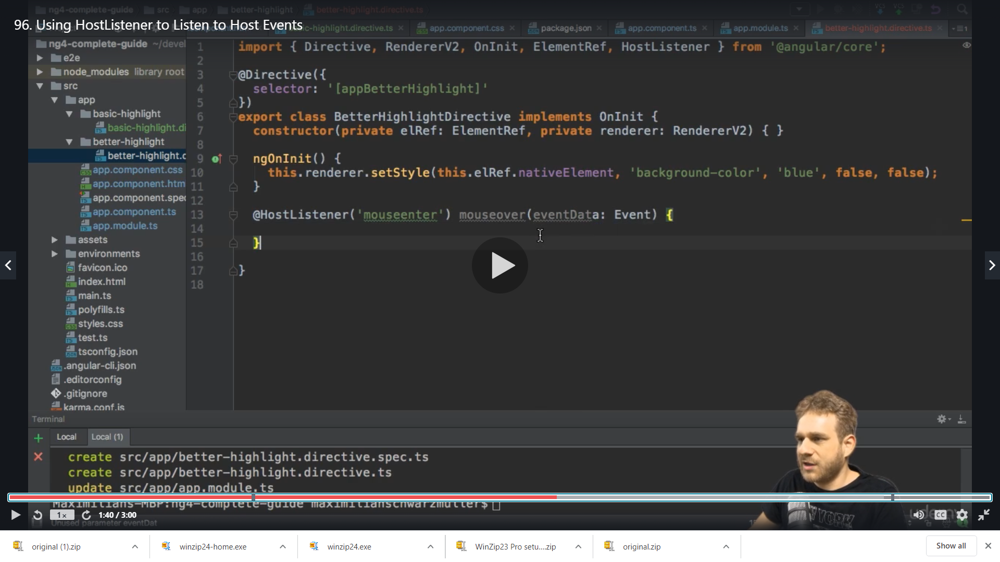 ng4-complete-guide src app better-highlight better-highlight.directive.ts
96. Using HostListener to Listen to Host Events
basic-highlight.directive.ts app.component.css package.json app.component.ts app.module.ts better-highlight.directive.ts
ng4-complete-guide ~/devel
e2e
node_modules library root
src
app
basic-highlight
basic-highlight.di
better-highlight
better-highlight.c
app.component.css
app.component.htm
app.component.spec
app.component.ts
app.module.ts
assets
environments
favicon.ico
index.html
main.ts
polyfills.ts
styles.css
test.ts
tsconfig.json
.angular-cli.json
.editorconfig
.gitignore
karma.conf.js
1 import { Directive, RendererV2, OnInit, ElementRef, HostListener } from '@angular/core';
2
3 @Directive({
4 selector: '[appBetterHighlight]'
5 })
6 export class BetterHighlightDirective implements OnInit {
7 constructor(private elRef: ElementRef, private renderer: RendererV2) { }
8
9 ngOnInit() {
10 this.renderer.setStyle(this.elRef.nativeElement, 'background-color', 'blue', false, false);
11 }
12
13 @HostListener('mouseenter') mouseover(eventData: Event) {
14
15 }
16
17 }
18
Terminal
Local Local (1)
create src/app/better-highlight.directive.spec.ts
create src/app/better-highlight.directive.ts
update src/app/app.module.ts
Maximilians-MBP:ng4-complete-guide maximilianschwarzmuller$
1x 1:40 / 3:00
Unused parameter eventDat
YORK
udemy
CC
original (1).zip winzip24-home.exe winzip24.exe WinZip23 Pro setu....zip original.zip Show all